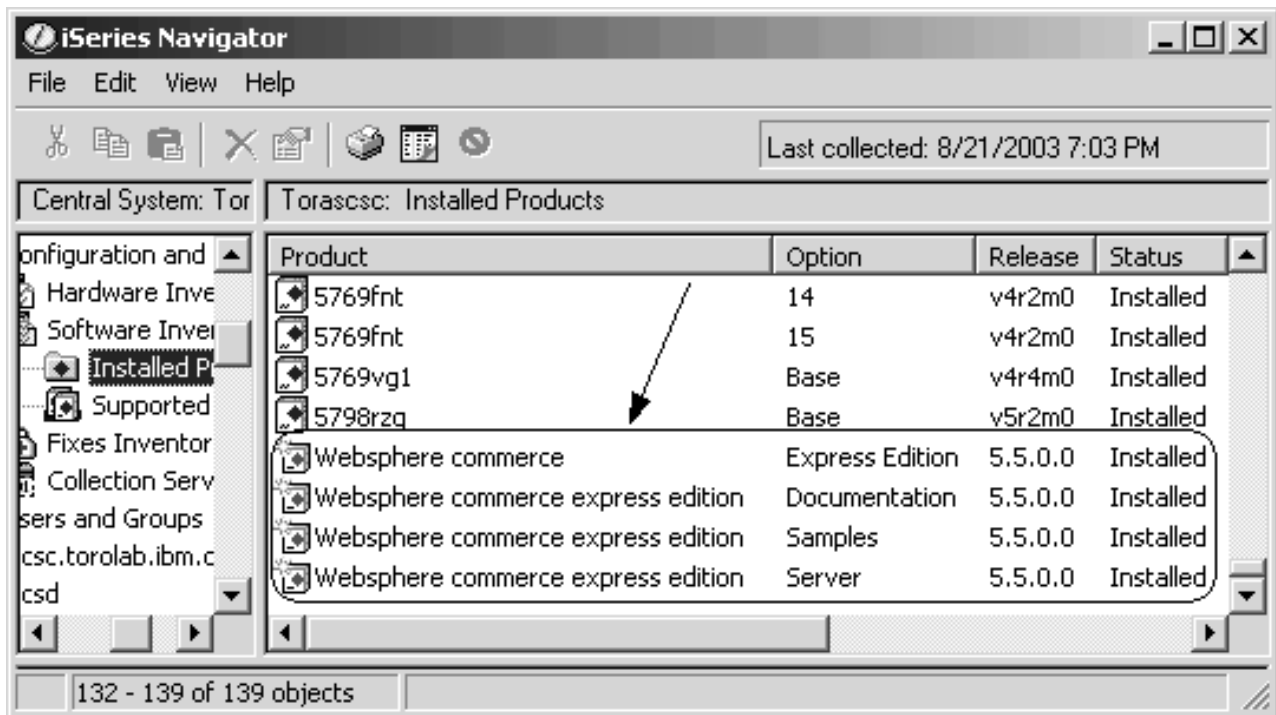 iSeries Navigator
File Edit View Help
Last collected: 8/21/2003 7:03 PM
Central System: Tor
Torascsc: Installed Products
onfiguration and
Hardware Inve
Software Inver
Installed P
Supported
Fixes Inventor
Collection Serv
sers and Groups
csc.torolab.ibm.c
csd
Product Option Release Status
5769fnt 14 v4r2m0 Installed
5769fnt 15 v4r2m0 Installed
5769vg1 Base v4r4m0 Installed
5798rzq Base v5r2m0 Installed
Websphere commerce Express Edition 5.5.0.0 Installed
Websphere commerce express edition Documentation 5.5.0.0 Installed
Websphere commerce express edition Samples 5.5.0.0 Installed
Websphere commerce express edition Server 5.5.0.0 Installed
132 - 139 of 139 objects